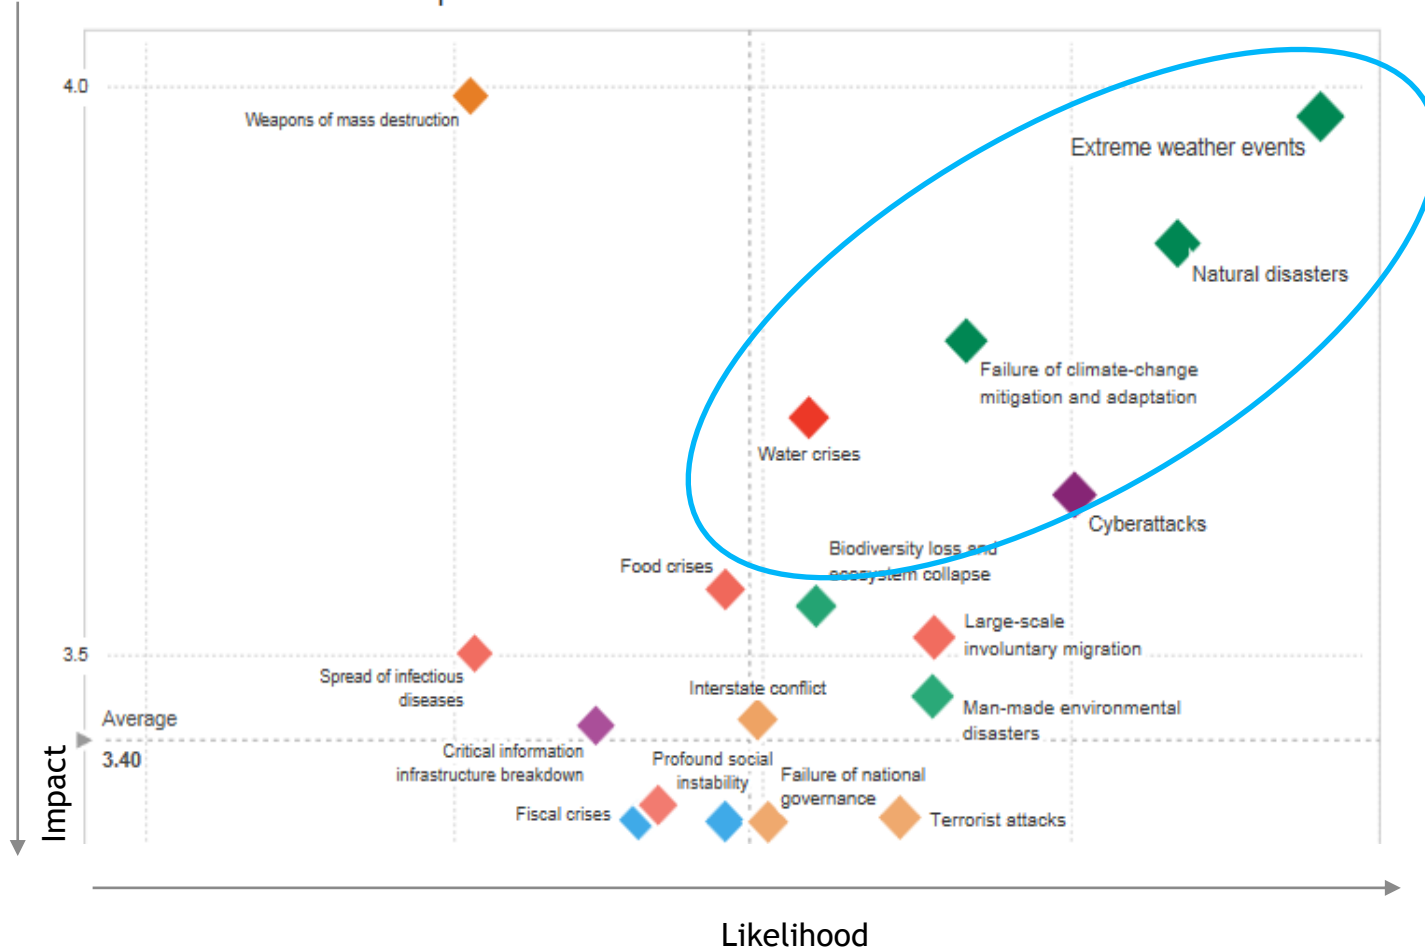 4.0
Weapons of mass destruction
Extreme weather events
Natural disasters
Failure of climate-change
mitigation and adaptation
Water crises
Cyberattacks
Biodiversity loss and
ecosystem collapse
Food crises
Large-scale
involuntary migration
3.5
Spread of infectious
diseases
Interstate conflict
Man-made environmental
disasters
Average
3.40
Critical information
infrastructure breakdown
Profound social
instability
Failure of national
governance
Fiscal crises
Terrorist attacks
Impact
Likelihood